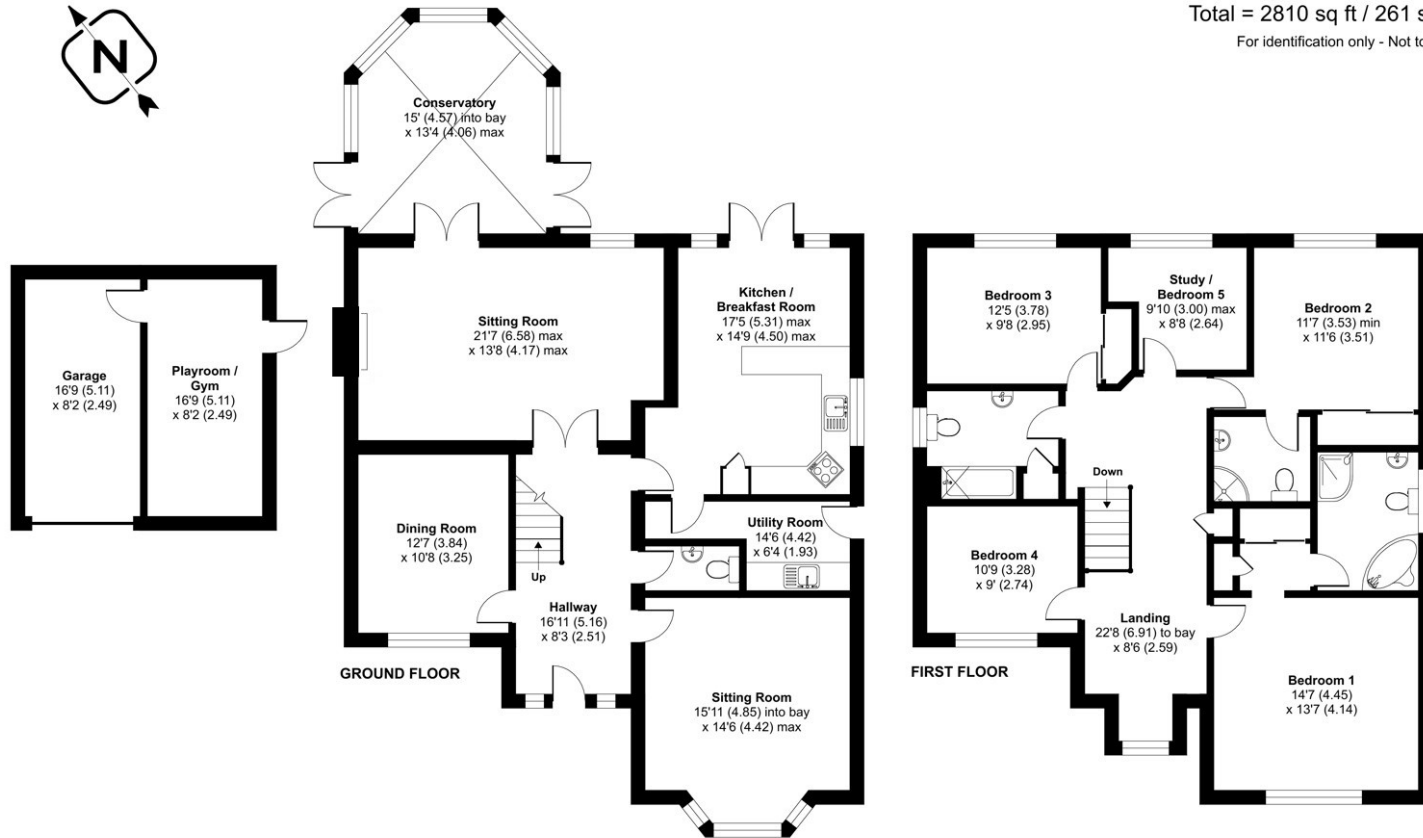 N
Total = 2810 sq ft / 261 s
For identification only - Not to
Conservatory
15' (4.57) into bay
x 13'4 (4.06) max
Garage
16'9 (5.11)
x 8'2 (2.49)
Playroom /
Gym
16'9 (5.11)
x 8'2 (2.49)
Sitting Room
21'7 (6.58) max
x 13'8 (4.17) max
Kitchen /
Breakfast Room
17'5 (5.31) max
x 14'9 (4.50) max
Dining Room
12'7 (3.84)
x 10'8 (3.25)
Up
Utility Room
14'6 (4.42)
x 6'4 (1.93)
Hallway
16'11 (5.16)
x 8'3 (2.51)
Sitting Room
15'11 (4.85) into bay
x 14'6 (4.42) max
GROUND FLOOR
Bedroom 3
12'5 (3.78)
x 9'8 (2.95)
Study /
Bedroom 5
9'10 (3.00) max
x 8'8 (2.64)
Bedroom 2
11'7 (3.53) min
x 11'6 (3.51)
Down
Bedroom 4
10'9 (3.28)
x 9' (2.74)
Landing
22'8 (6.91) to bay
x 8'6 (2.59)
Bedroom 1
14'7 (4.45)
x 13'7 (4.14)
FIRST FLOOR